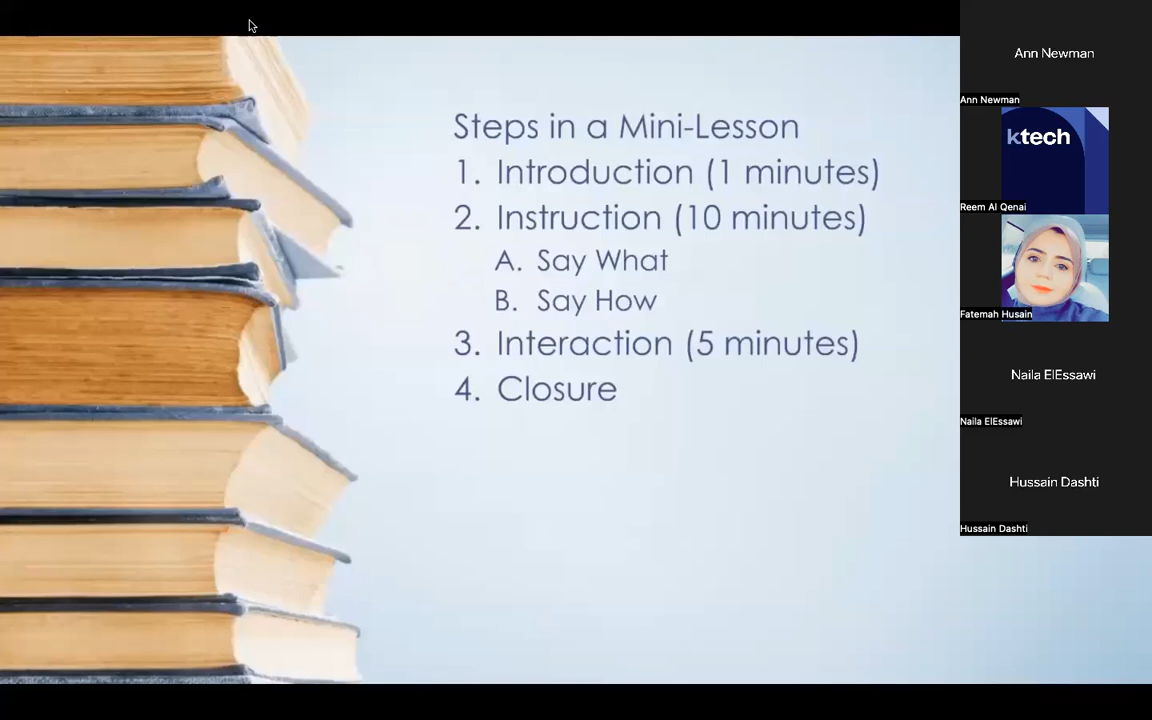 Steps in a Mini-Lesson
1. Introduction (1 minutes)
2. Instruction (10 minutes)
A. Say What
B. Say How
3. Interaction (5 minutes)
4. Closure
Ann Newman
Ann Newman
ktech
Reem Al Qenai
Fatemah Husain
Naila ElEssawi
Naila ElEssawi
Hussain Dashti
Hussain Dashti